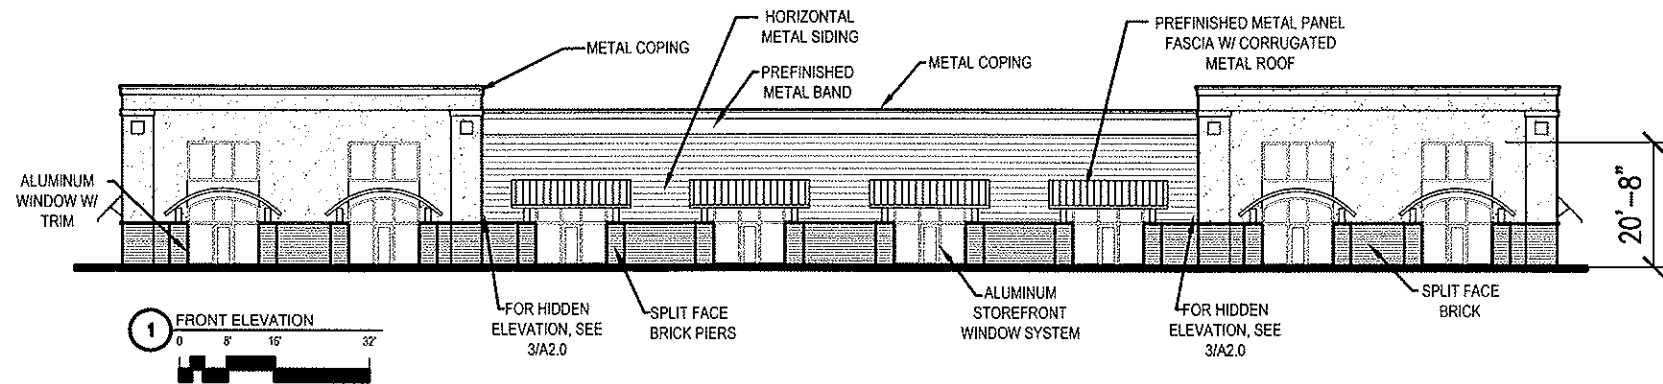 HORIZONTAL
METAL SIDING
PREFINISHED METAL PANEL
FASCIA W/ CORRUGATED
METAL ROOF
METAL COPING
METAL COPING
PREFINISHED
METAL BAND
ALUMINUM
WINDOW W/
TRIM
20'-8"
FOR HIDDEN
ELEVATION, SEE
3/A2.0
SPLIT FACE
BRICK PIERS
ALUMINUM
STOREFRONT
WINDOW SYSTEM
FOR HIDDEN
ELEVATION, SEE
3/A2.0
SPLIT FACE
BRICK
1 FRONT ELEVATION
0 8' 16' 32'